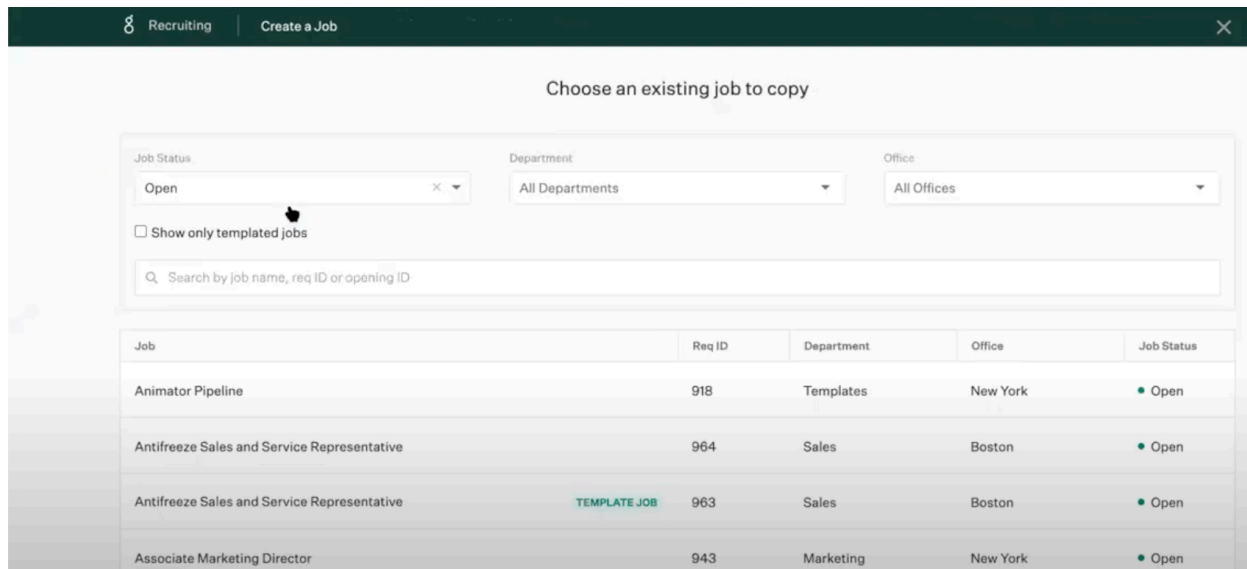 Recruiting Create a Job
Choose an existing job to copy
Job Status Department Office
Open All Departments All Offices
Show only templated jobs
Search by job name, req ID or opening ID
Job Req ID Department Office Job Status
Animator Pipeline 918 Templates New York Open
Antifreeze Sales and Service Representative 964 Sales Boston Open
Antifreeze Sales and Service Representative TEMPLATE JOB 963 Sales Boston Open
Associate Marketing Director 943 Marketing New York Open